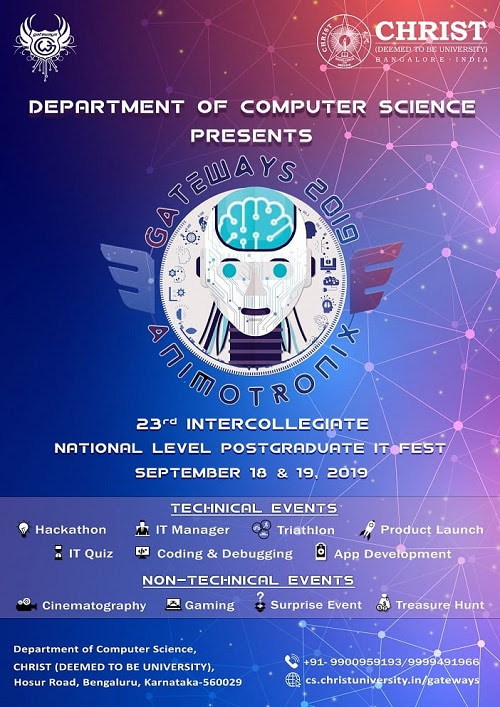 Gateways
CHRIST
(DEEMED TO BE UNIVERSITY)
BANGALORE · INDIA
DEPARTMENT OF COMPUTER SCIENCE
PRESENTS
GATEWAYS 2019
ANIMOTRONIX
23rd INTERCOLLEGIATE
NATIONAL LEVEL POSTGRADUATE IT FEST
SEPTEMBER 18 & 19, 2019
TECHNICAL EVENTS
Hackathon IT Manager Triathlon Product Launch
IT Quiz Coding & Debugging App Development
NON-TECHNICAL EVENTS
Cinematography Gaming Surprise Event Treasure Hunt
Department of Computer Science,
CHRIST (DEEMED TO BE UNIVERSITY),
Hosur Road, Bengaluru, Karnataka-560029
+91- 9900959193/9999491966
cs.christuniversity.in/gateways